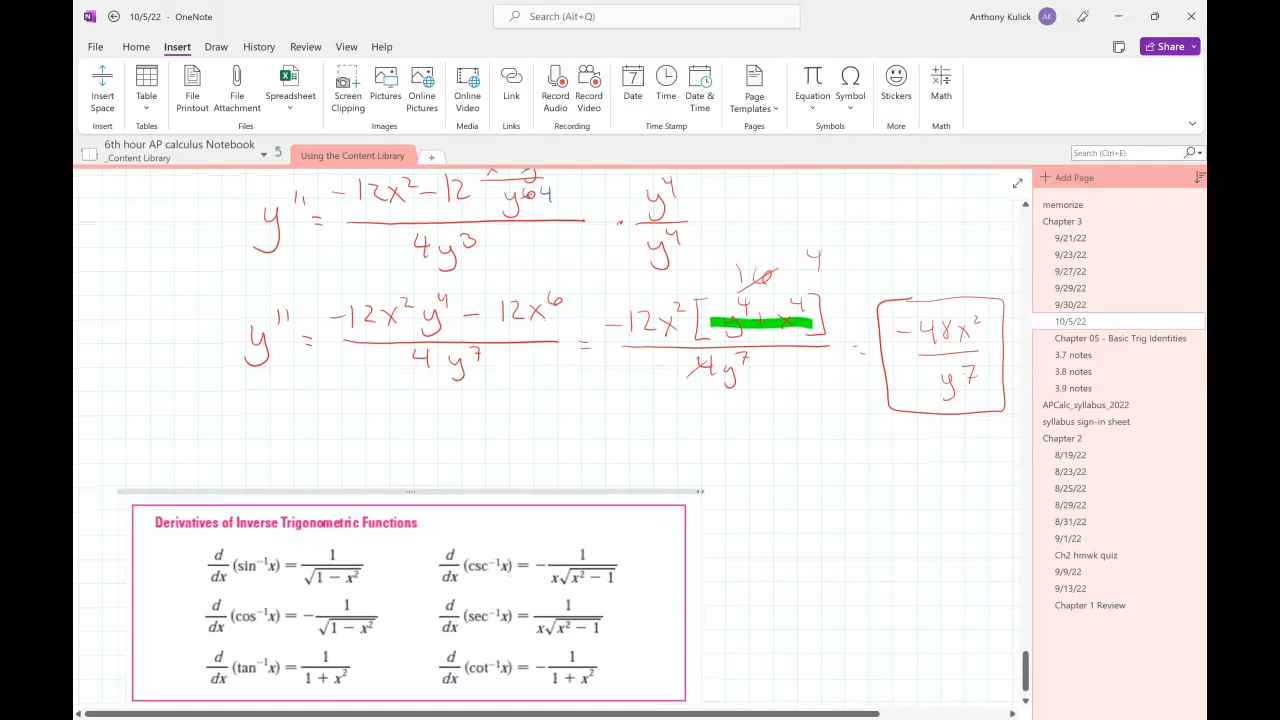 10/5/22 - OneNote
Search (Alt+Q)
Anthony Kulick AK
File Home Insert Draw History Review View Help
Share
Insert Space
Table
File Printout
File Attachment
Spreadsheet
Screen Clipping
Pictures
Online Pictures
Online Video
Link
Record Audio
Record Video
Date
Time
Date & Time
Page Templates
Equation
Symbol
Stickers
Math
Insert Tables Files Images Media Links Recording Time Stamp Pages Symbols More Math
6th hour AP calculus Notebook
_Content Library
Using the Content Library
Search (Ctrl+E)
y'' = (-12x² - 12 /y⁶4) / 4y³ · y⁴/y⁴
y'' = (-12x²y⁴ - 12x⁶) / 4y⁷ = -12x² [y⁴ + x⁴] / 4y⁷ = -48x² / y⁷
16 4
Derivatives of Inverse Trigonometric Functions
d/dx (sin⁻¹x) = 1/√(1 − x²) d/dx (csc⁻¹x) = − 1/(x√(x² − 1))
d/dx (cos⁻¹x) = − 1/√(1 − x²) d/dx (sec⁻¹x) = 1/(x√(x² − 1))
d/dx (tan⁻¹x) = 1/(1 + x²) d/dx (cot⁻¹x) = − 1/(1 + x²)
Add Page
memorize
Chapter 3
9/21/22
9/23/22
9/27/22
9/29/22
9/30/22
10/5/22
Chapter 05 - Basic Trig Identities
3.7 notes
3.8 notes
3.9 notes
APCalc_syllabus_2022
syllabus sign-in sheet
Chapter 2
8/19/22
8/23/22
8/25/22
8/29/22
8/31/22
9/1/22
Ch2 hmwk quiz
9/9/22
9/13/22
Chapter 1 Review